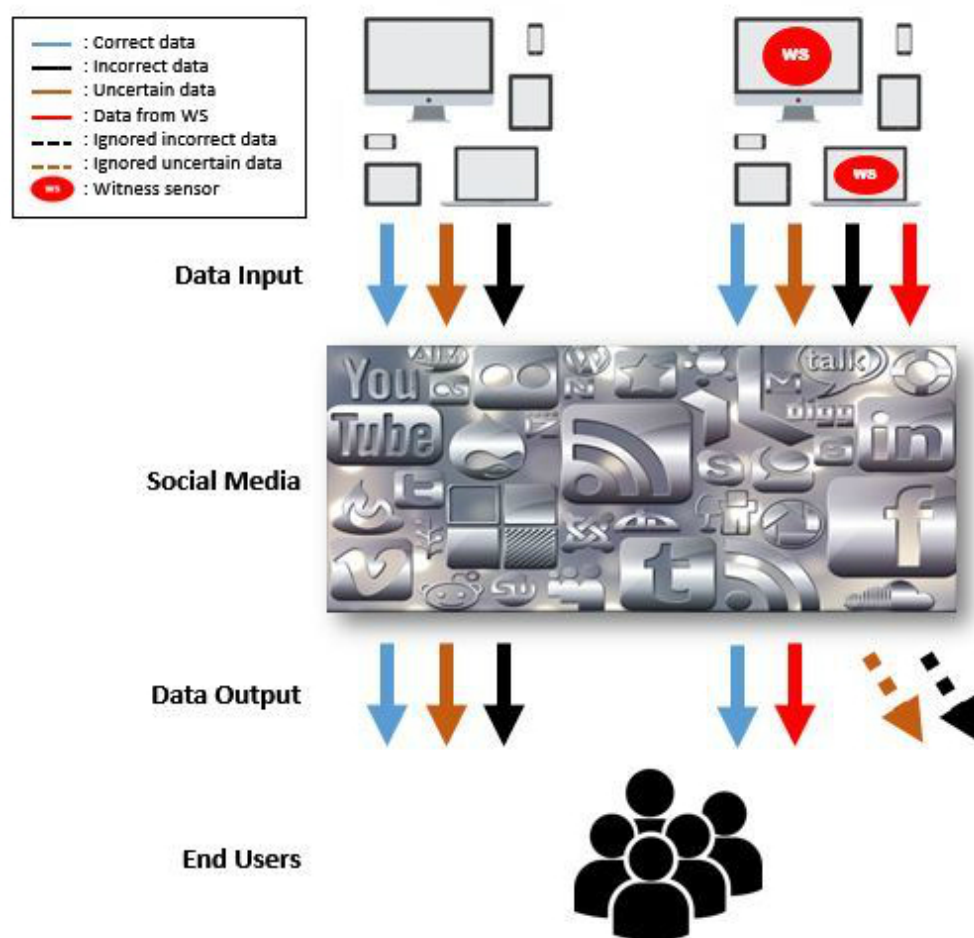 : Correct data
: Incorrect data
: Uncertain data
: Data from WS
: Ignored incorrect data
: Ignored uncertain data
WS : Witness sensor
WS
WS
Data Input
You
Tube
talk
digg
in
Social Media
f
t
su
Data Output
End Users